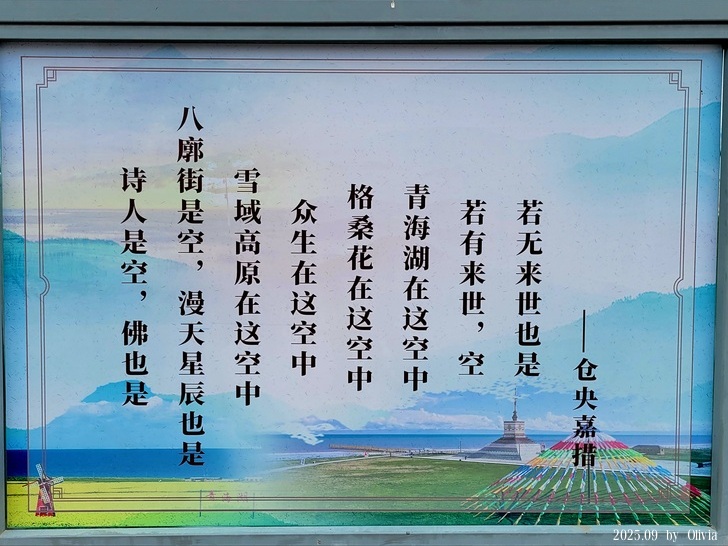 诗人是空，佛也是
八廓街是空，漫天星辰也是
雪域高原在这空中
众生在这空中
格桑花在这空中
青海湖在这空中
若有来世，空
若无来世也是
——仓央嘉措
2025.09 by Olivia